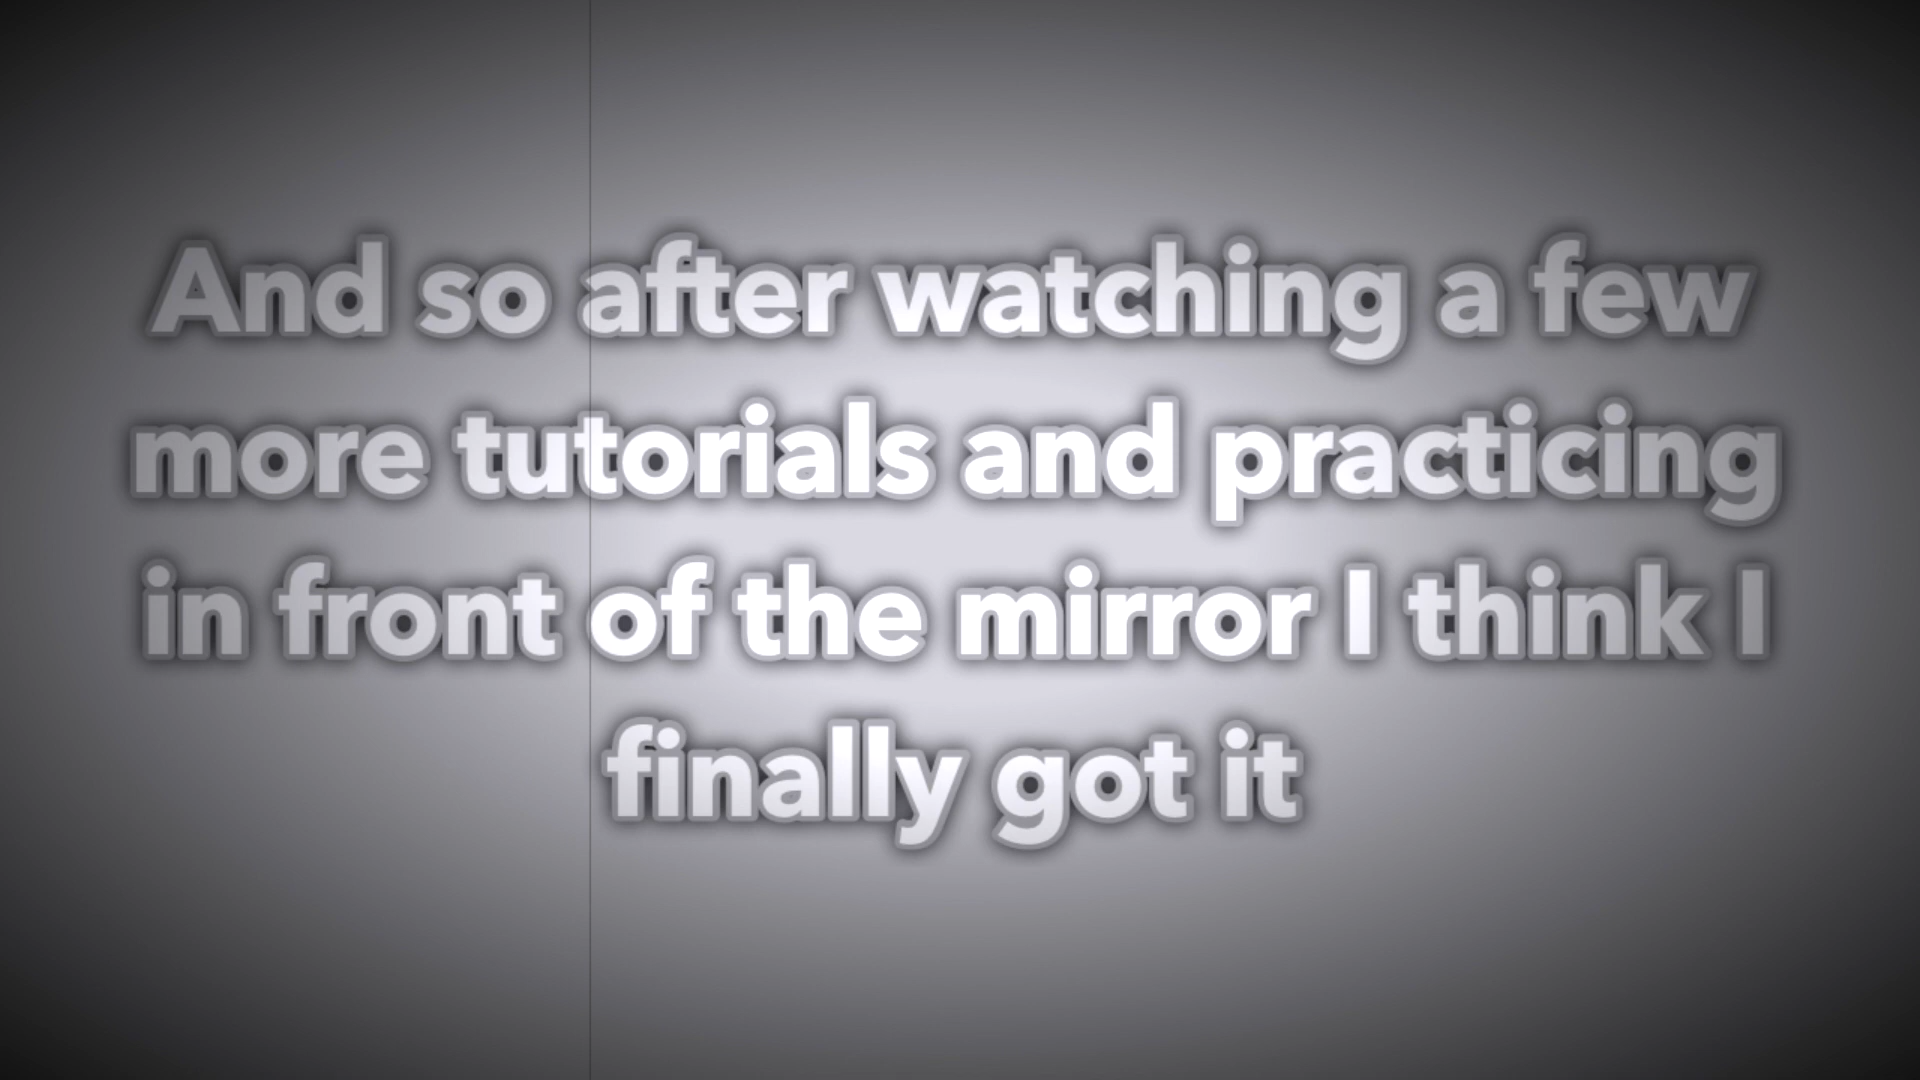 And so after watching a few
more tutorials and practicing
in front of the mirror I think I
finally got it